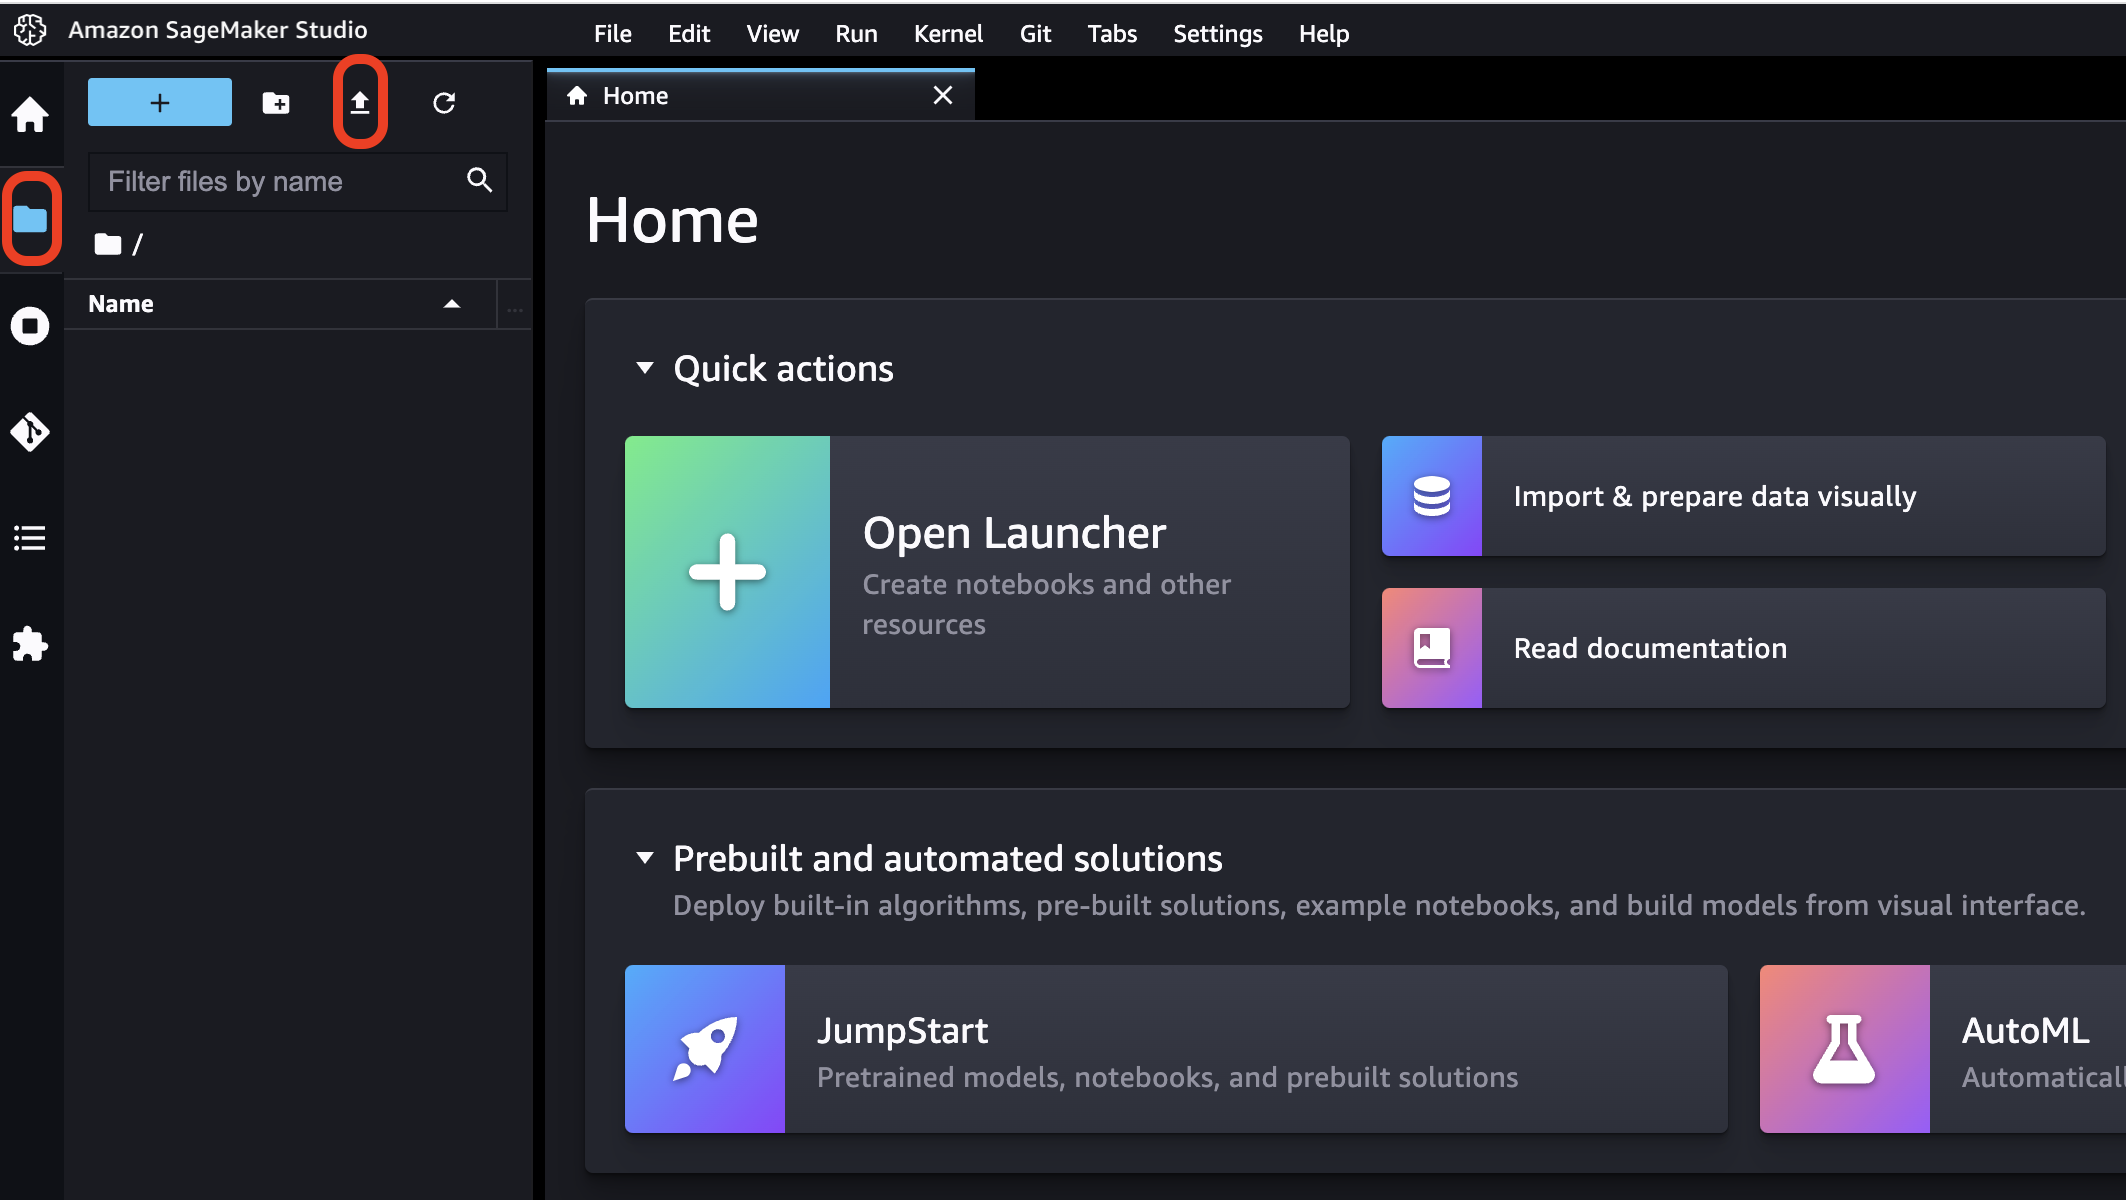 Amazon SageMaker Studio
File Edit View Run Kernel Git Tabs Settings Help
Home
Filter files by name
/
Name
...
Home
Quick actions
Open Launcher
Create notebooks and other
resources
Import & prepare data visually
Read documentation
Prebuilt and automated solutions
Deploy built-in algorithms, pre-built solutions, example notebooks, and build models from visual interface.
JumpStart
Pretrained models, notebooks, and prebuilt solutions
AutoML